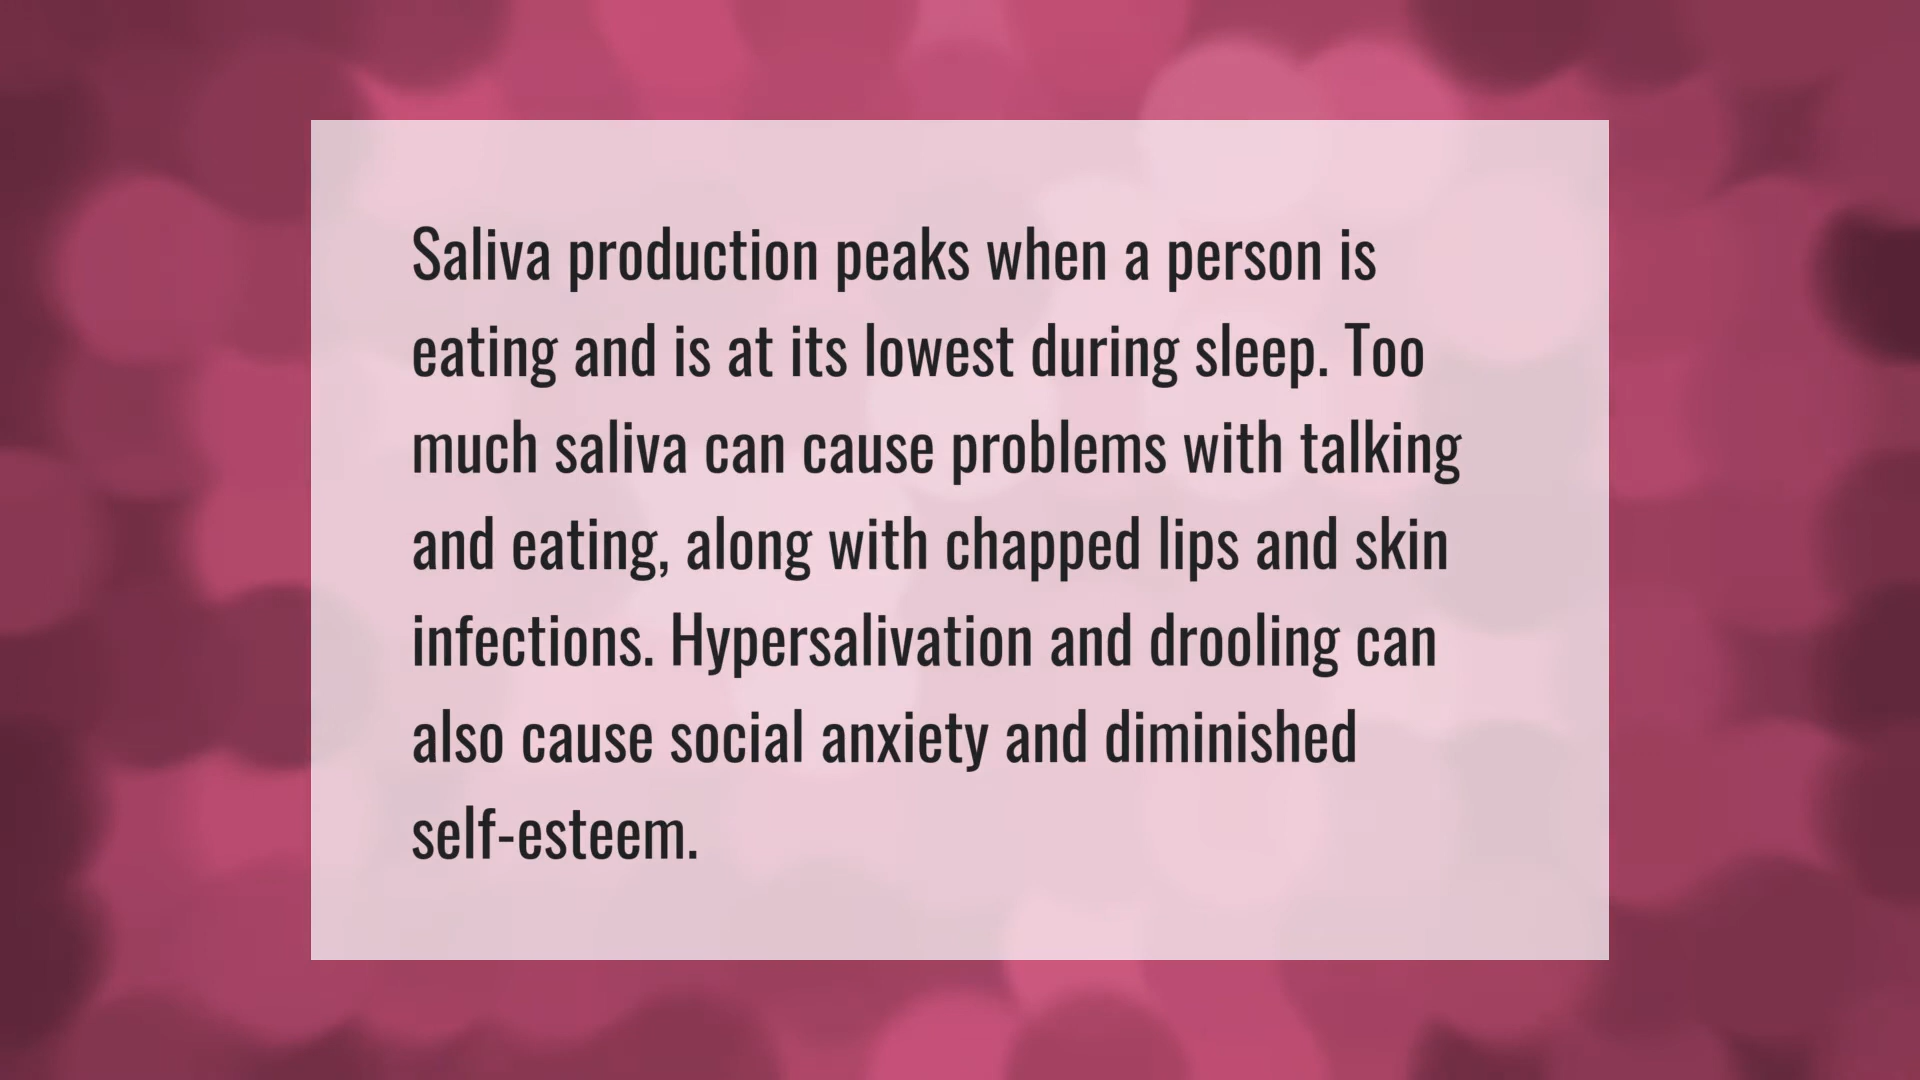 Saliva production peaks when a person is
eating and is at its lowest during sleep. Too
much saliva can cause problems with talking
and eating, along with chapped lips and skin
infections. Hypersalivation and drooling can
also cause social anxiety and diminished
self-esteem.